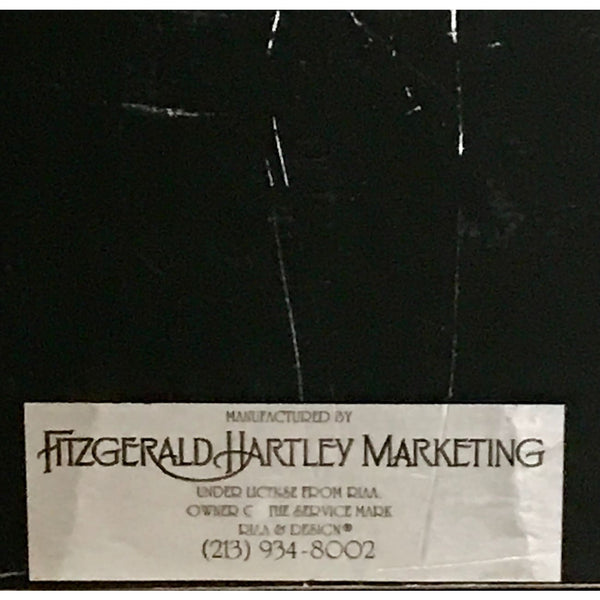 MANUFACTURED BY
FITZGERALD HARTLEY MARKETING
UNDER LICENSE FROM RIAA,
OWNER THE SERVICE MARK
RIAA & DESIGN®
(213) 934-8002